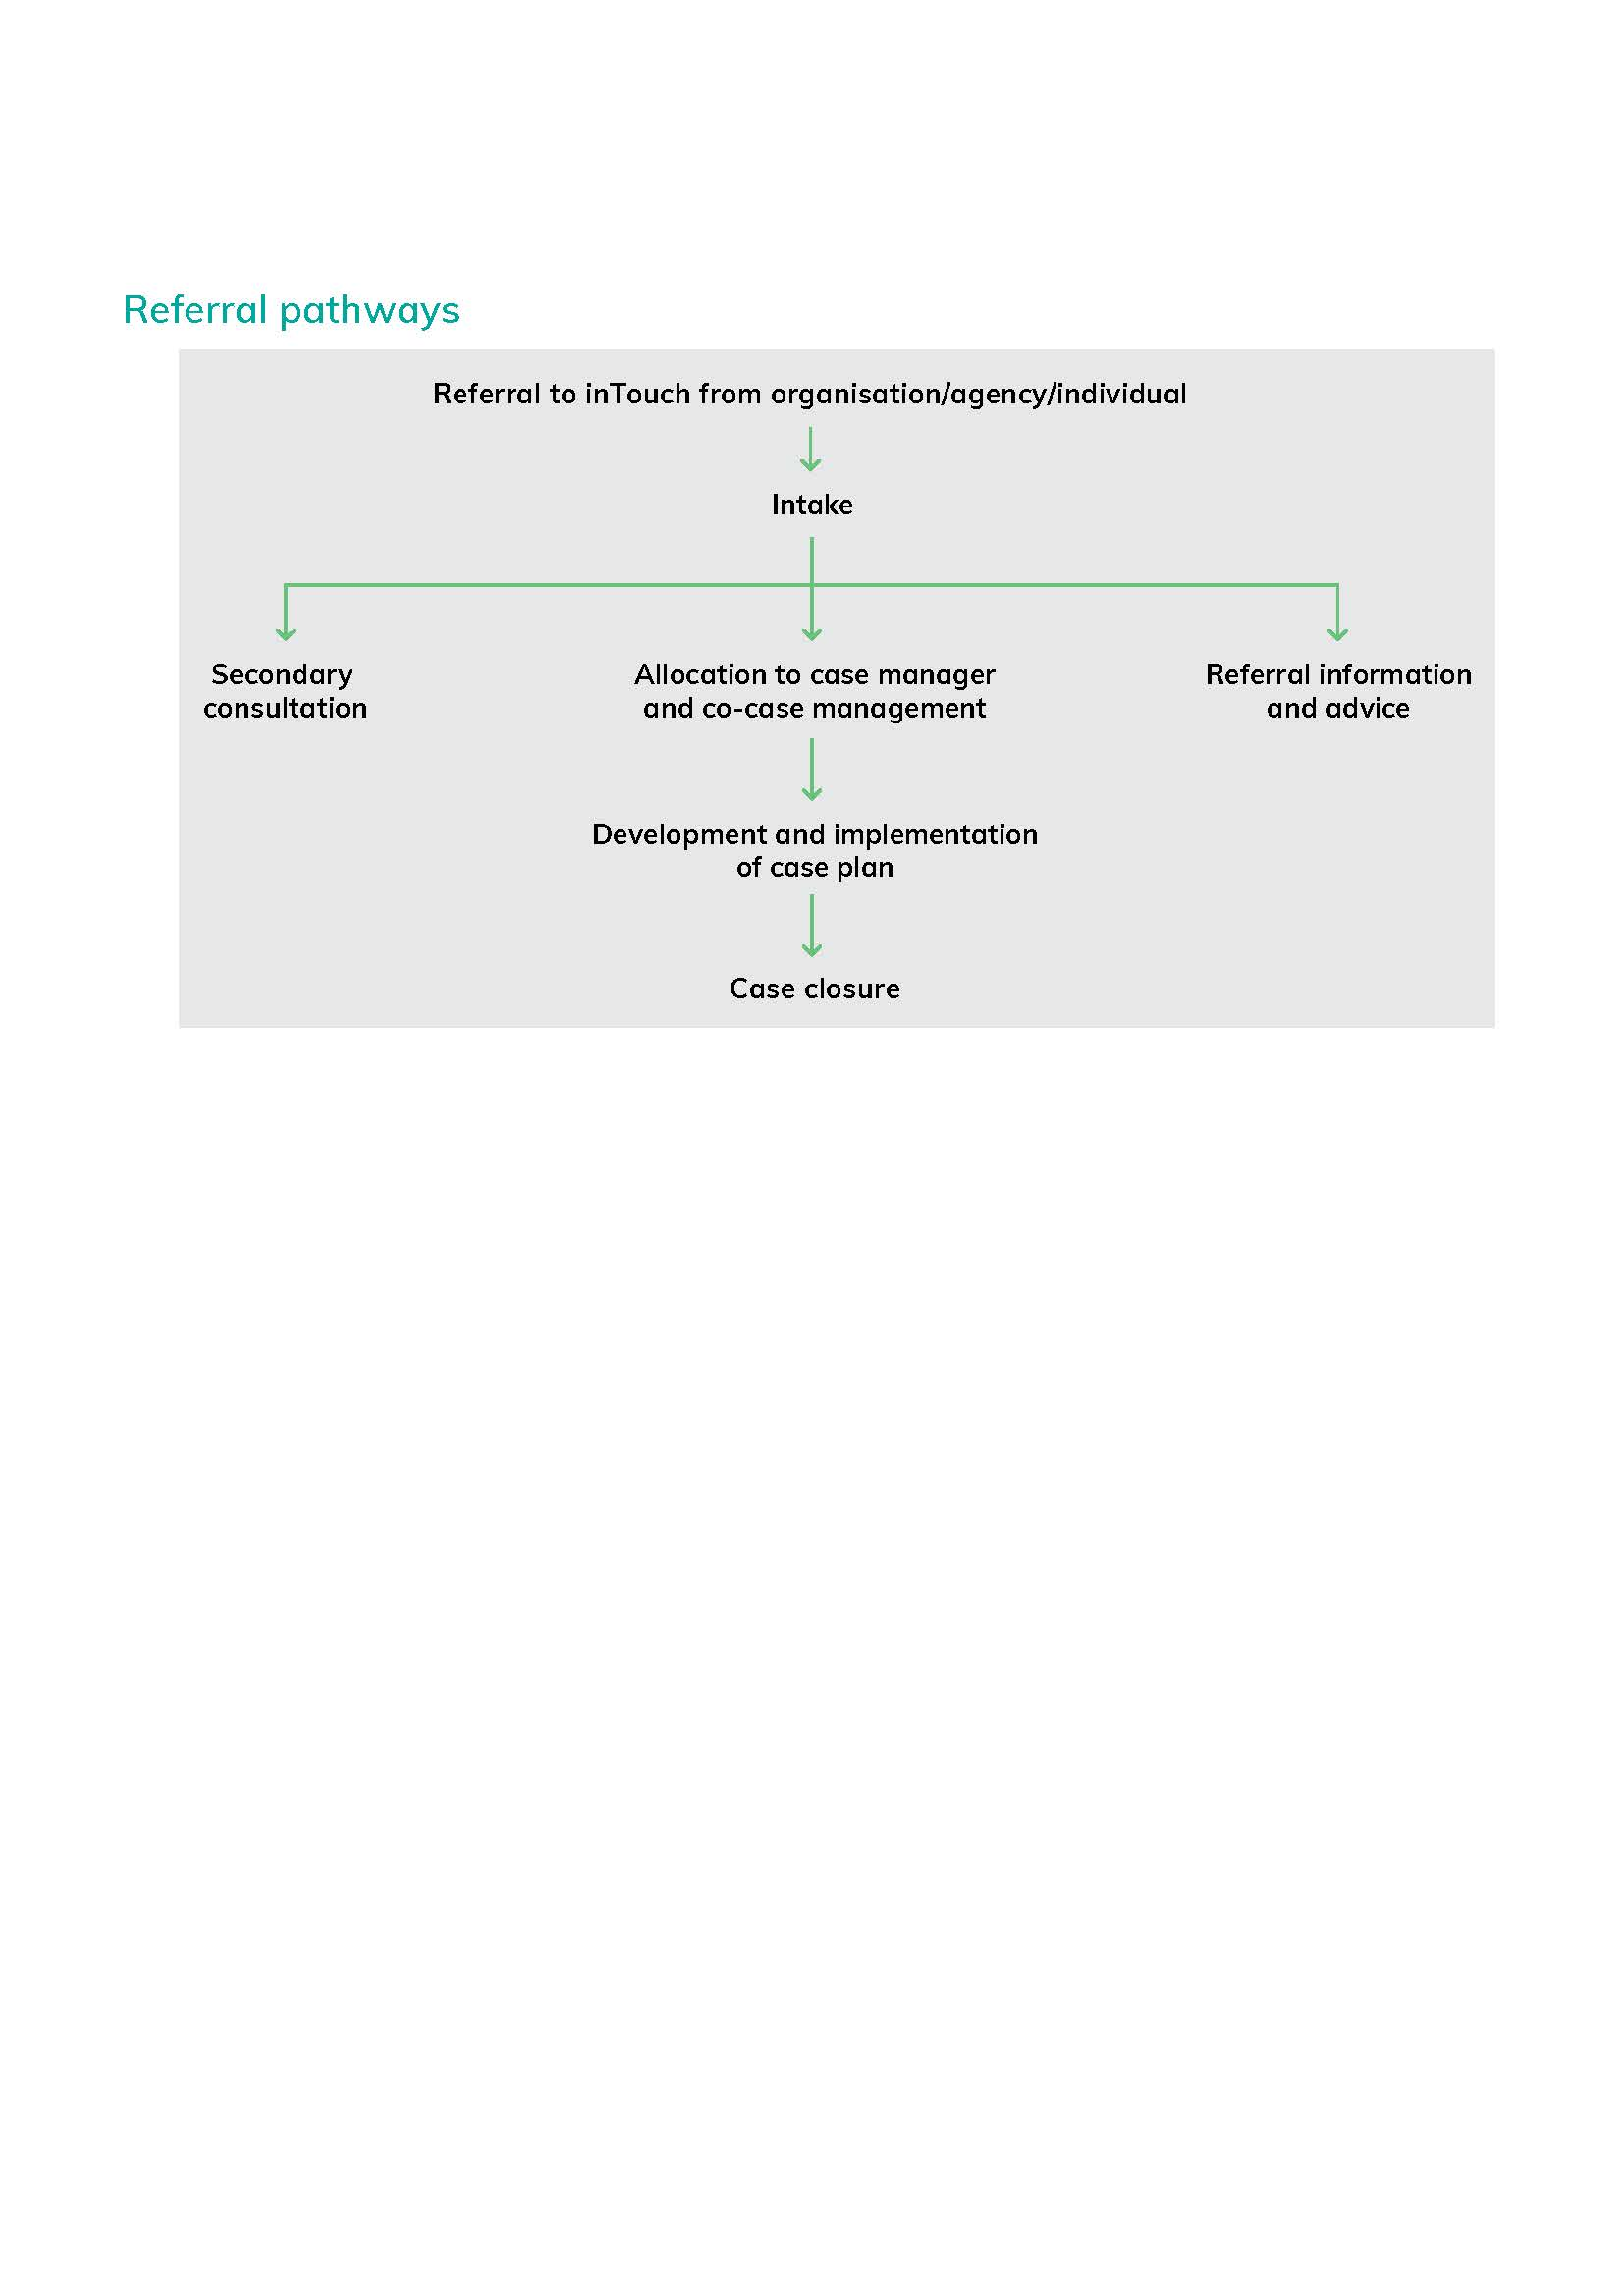 Referral pathways
Referral to inTouch from organisation/agency/individual
Intake
Secondary
consultation
Allocation to case manager
and co-case management
Referral information
and advice
Development and implementation
of case plan
Case closure